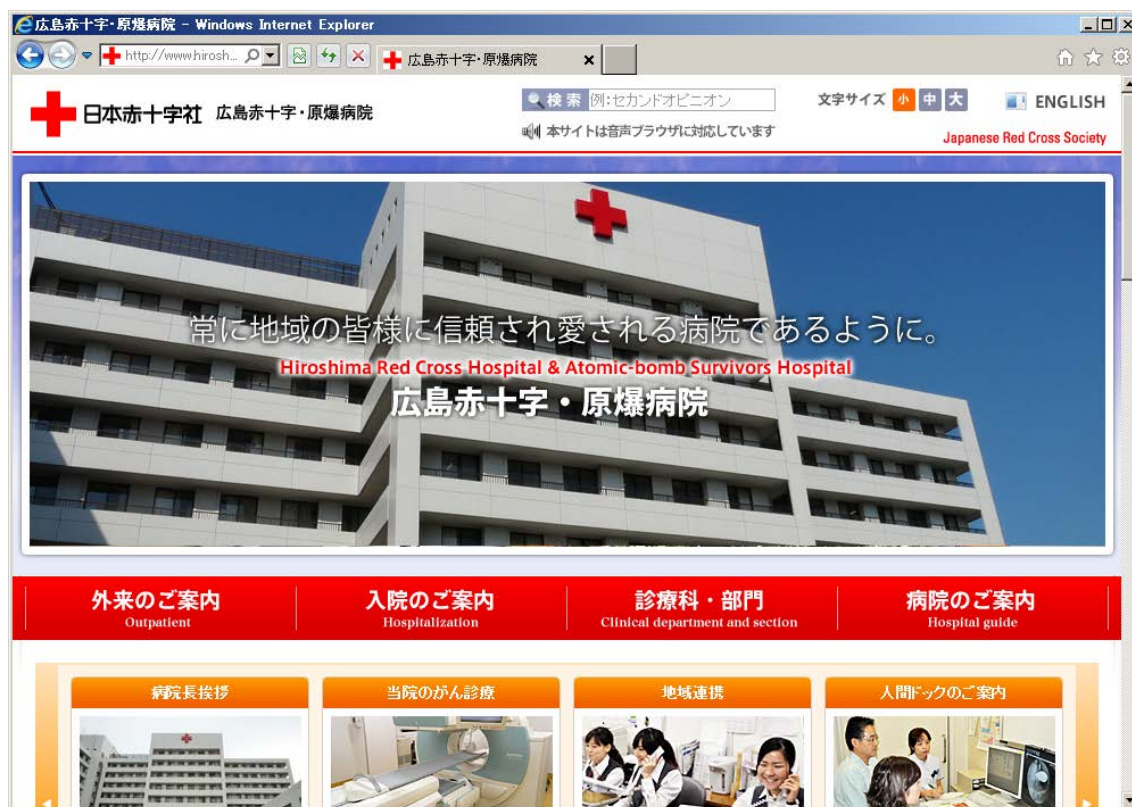 広島赤十字・原爆病院 - Windows Internet Explorer
http://www.hirosh...
広島赤十字・原爆病院
日本赤十字社 広島赤十字・原爆病院
検索 例:セカンドオピニオン
文字サイズ 小 中 大
ENGLISH
本サイトは音声ブラウザに対応しています
Japanese Red Cross Society
常に地域の皆様に信頼され愛される病院であるように。
Hiroshima Red Cross Hospital & Atomic-bomb Survivors Hospital
広島赤十字・原爆病院
外来のご案内
Outpatient
入院のご案内
Hospitalization
診療科・部門
Clinical department and section
病院のご案内
Hospital guide
病院長挨拶
当院のがん診療
地域連携
人間ドックのご案内